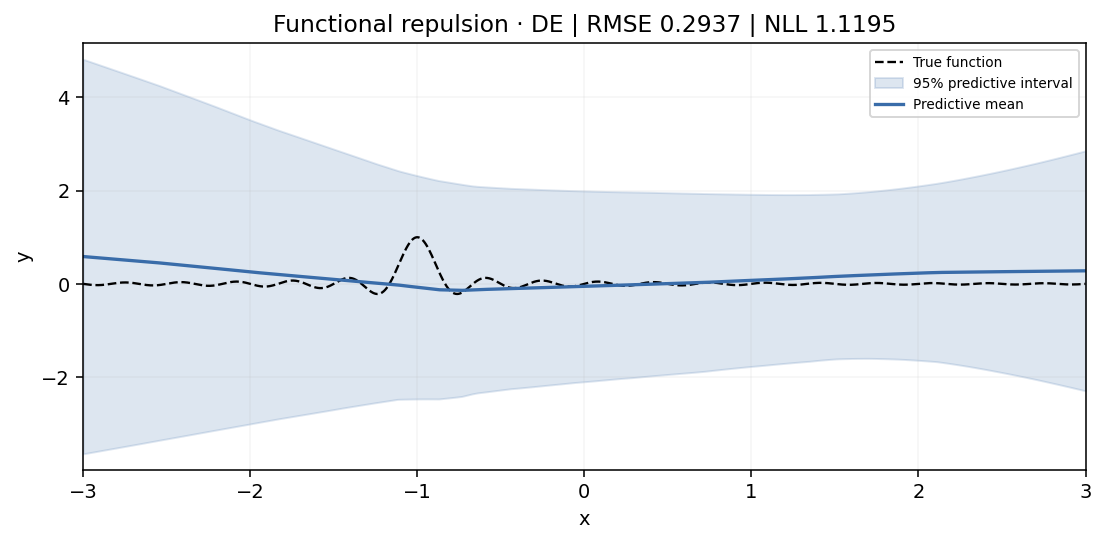 Functional repulsion · DE | RMSE 0.2937 | NLL 1.1195
True function
95% predictive interval
Predictive mean
y
4
2
0
−2
−3
−2
−1
0
1
2
3
x